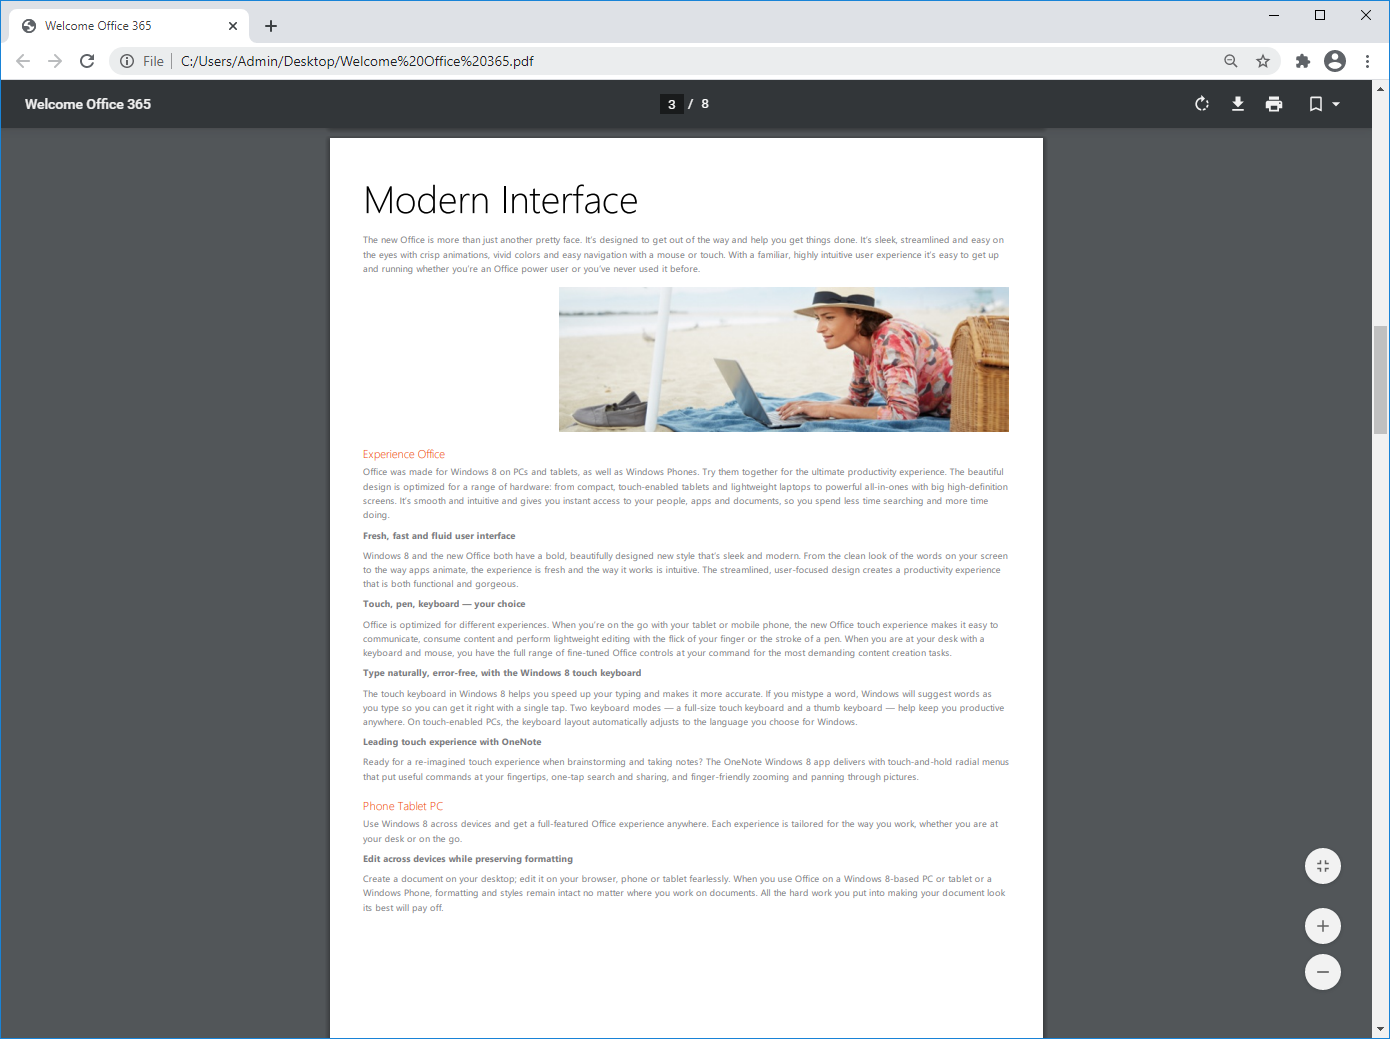 Welcome Office 365
File
C:/Users/Admin/Desktop/Welcome%20Office%20365.pdf
Welcome Office 365
3 / 8
Modern Interface
The new Office is more than just another pretty face. It's designed to get out of the way and help you get things done. It's sleek, streamlined and easy on
the eyes with crisp animations, vivid colors and easy navigation with a mouse or touch. With a familiar, highly intuitive user experience it's easy to get up
and running whether you're an Office power user or you've never used it before.
Experience Office
Office was made for Windows 8 on PCs and tablets, as well as Windows Phones. Try them together for the ultimate productivity experience. The beautiful
design is optimized for a range of hardware: from compact, touch-enabled tablets and lightweight laptops to powerful all-in-ones with big high-definition
screens. It's smooth and intuitive and gives you instant access to your people, apps and documents, so you spend less time searching and more time
doing.
Fresh, fast and fluid user interface
Windows 8 and the new Office both have a bold, beautifully designed new style that's sleek and modern. From the clean look of the words on your screen
to the way apps animate, the experience is fresh and the way it works is intuitive. The streamlined, user-focused design creates a productivity experience
that is both functional and gorgeous.
Touch, pen, keyboard — your choice
Office is optimized for different experiences. When you're on the go with your tablet or mobile phone, the new Office touch experience makes it easy to
communicate, consume content and perform lightweight editing with the flick of your finger or the stroke of a pen. When you are at your desk with a
keyboard and mouse, you have the full range of fine-tuned Office controls at your command for the most demanding content creation tasks.
Type naturally, error-free, with the Windows 8 touch keyboard
The touch keyboard in Windows 8 helps you speed up your typing and makes it more accurate. If you mistype a word, Windows will suggest words as
you type so you can get it right with a single tap. Two keyboard modes — a full-size touch keyboard and a thumb keyboard — help keep you productive
anywhere. On touch-enabled PCs, the keyboard layout automatically adjusts to the language you choose for Windows.
Leading touch experience with OneNote
Ready for a re-imagined touch experience when brainstorming and taking notes? The OneNote Windows 8 app delivers with touch-and-hold radial menus
that put useful commands at your fingertips, one-tap search and sharing, and finger-friendly zooming and panning through pictures.
Phone Tablet PC
Use Windows 8 across devices and get a full-featured Office experience anywhere. Each experience is tailored for the way you work, whether you are at
your desk or on the go.
Edit across devices while preserving formatting
Create a document on your desktop; edit it on your browser, phone or tablet fearlessly. When you use Office on a Windows 8-based PC or tablet or a
Windows Phone, formatting and styles remain intact no matter where you work on documents. All the hard work you put into making your document look
its best will pay off.